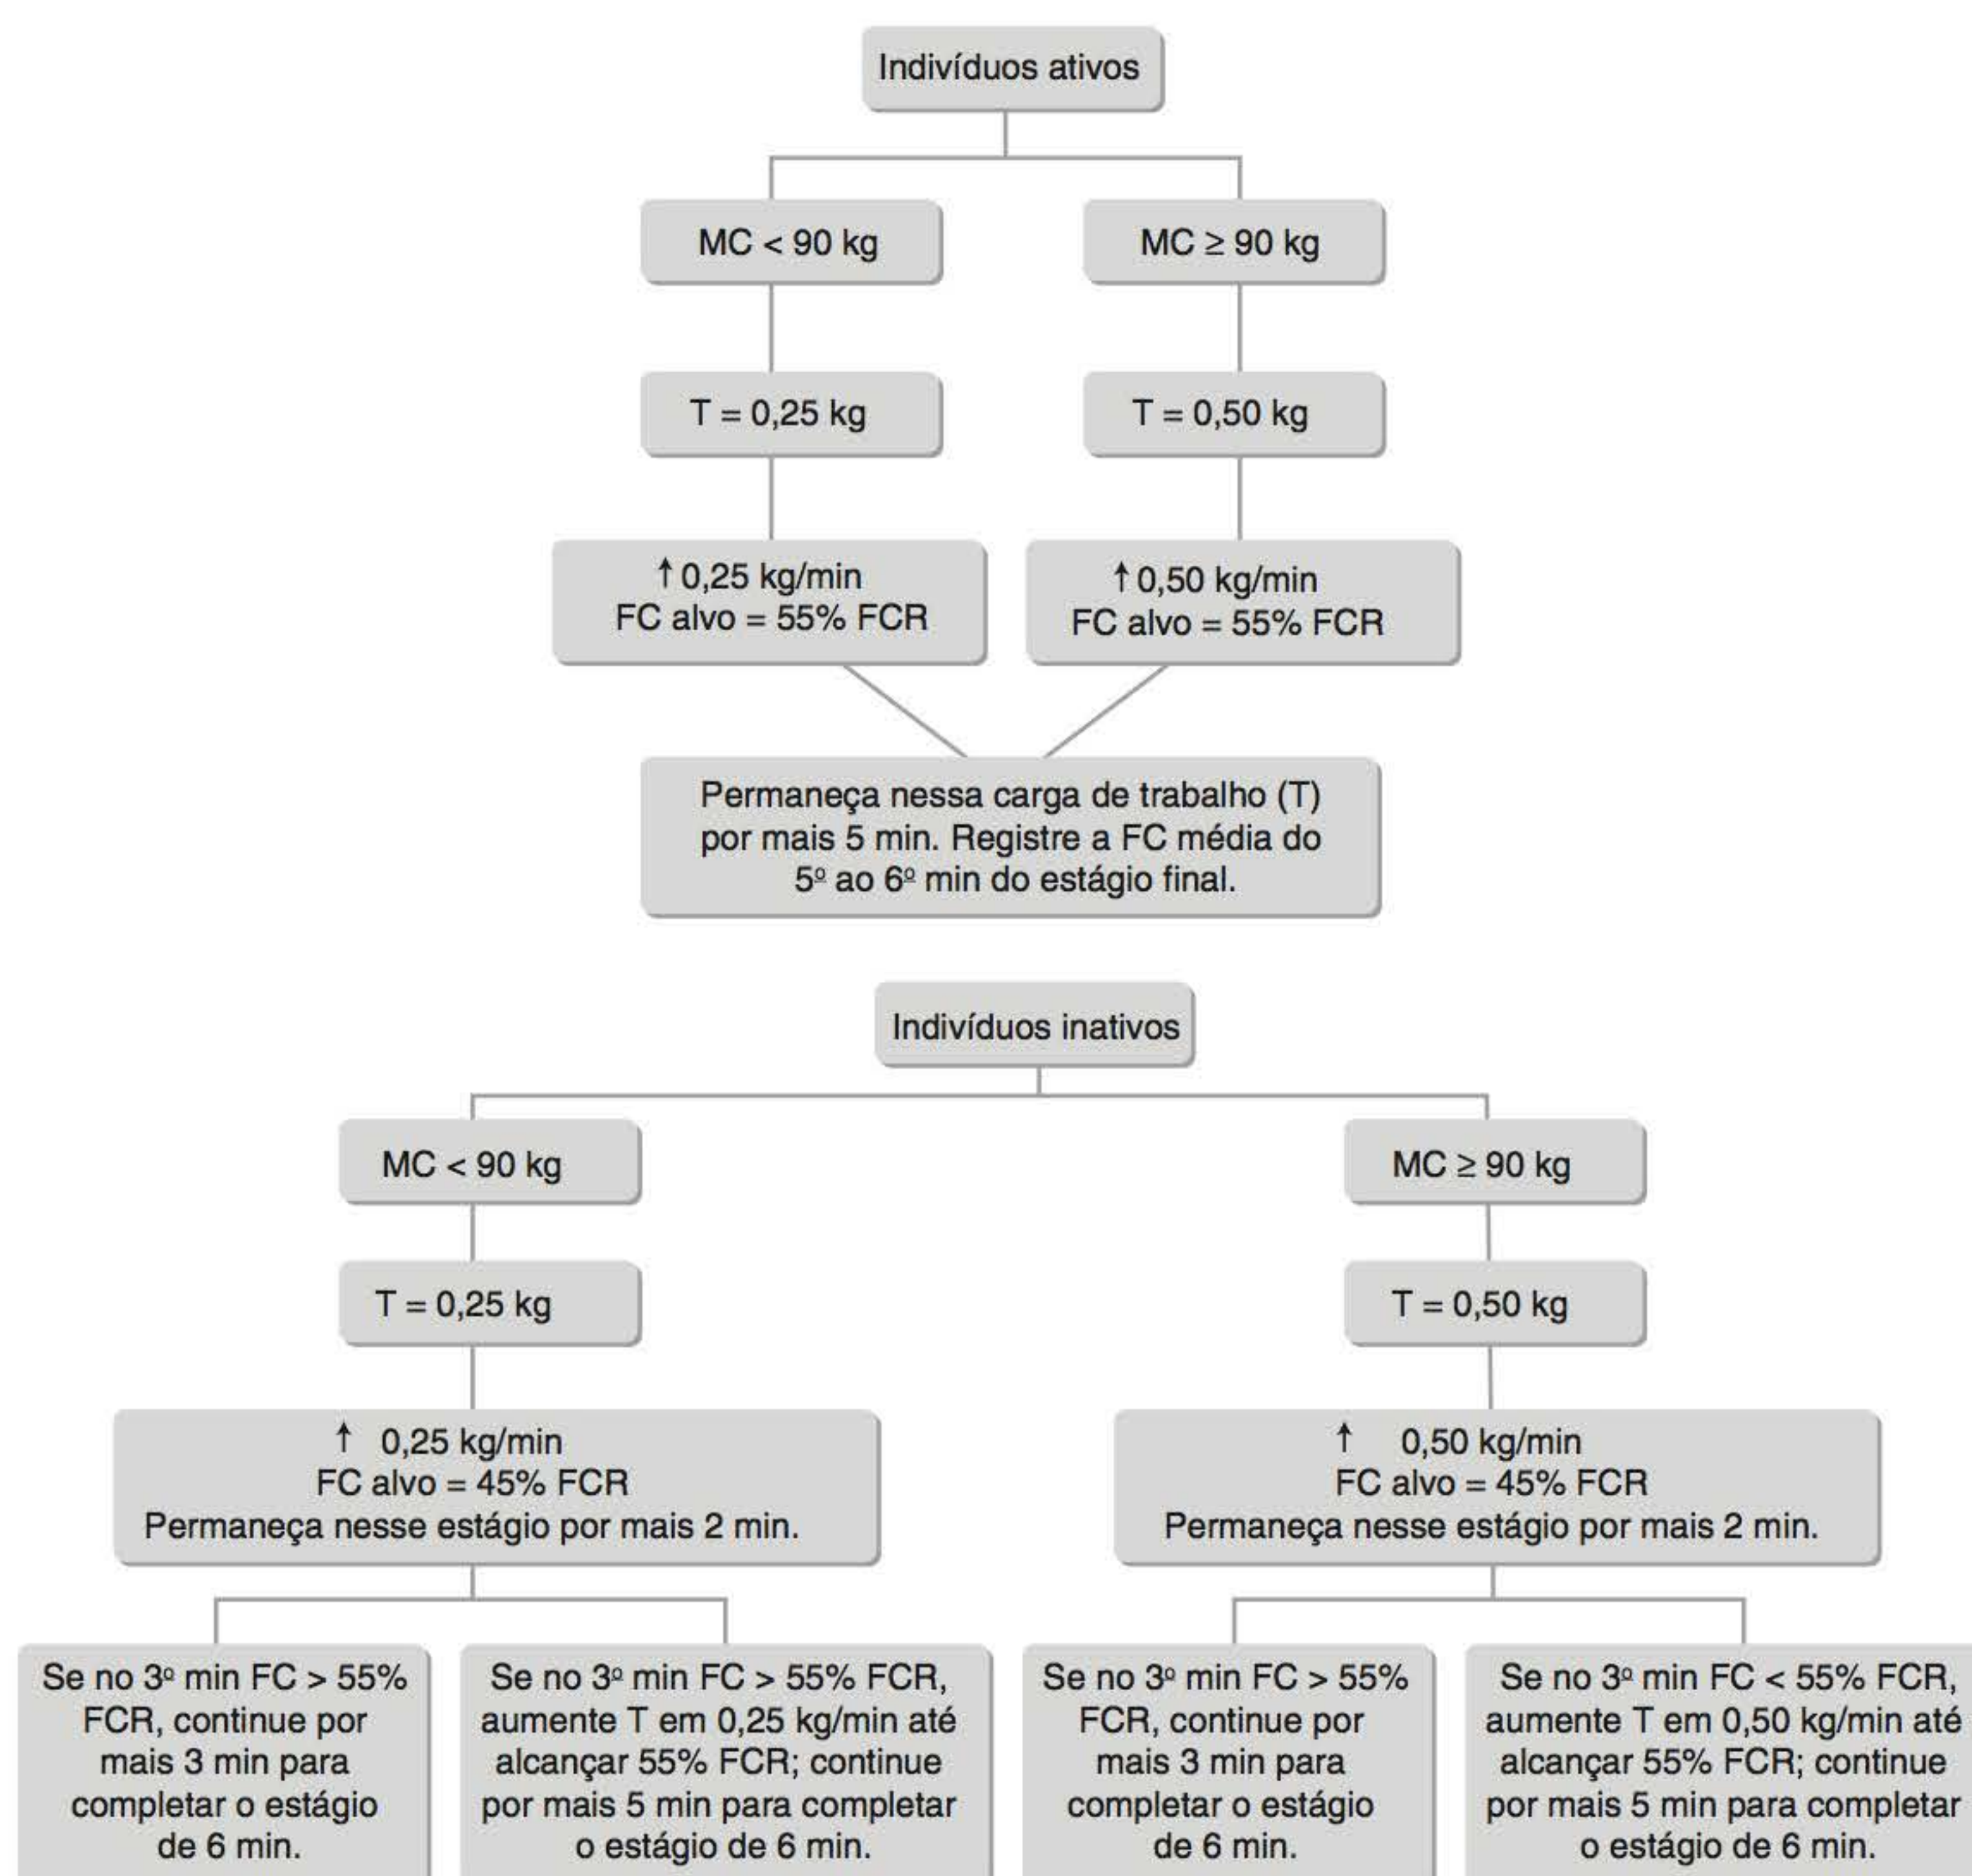 Indivíduos ativos
MC < 90 kg
MC ≥ 90 kg
T = 0,25 kg
T = 0,50 kg
↑ 0,25 kg/min
FC alvo = 55% FCR
↑ 0,50 kg/min
FC alvo = 55% FCR
Permaneça nessa carga de trabalho (T)
por mais 5 min. Registre a FC média do
5º ao 6º min do estágio final.
Indivíduos inativos
MC < 90 kg
MC ≥ 90 kg
T = 0,25 kg
T = 0,50 kg
↑ 0,25 kg/min
FC alvo = 45% FCR
Permaneça nesse estágio por mais 2 min.
↑ 0,50 kg/min
FC alvo = 45% FCR
Permaneça nesse estágio por mais 2 min.
Se no 3º min FC > 55%
FCR, continue por
mais 3 min para
completar o estágio
de 6 min.
Se no 3º min FC > 55% FCR,
aumente T em 0,25 kg/min até
alcançar 55% FCR; continue
por mais 5 min para completar
o estágio de 6 min.
Se no 3º min FC > 55%
FCR, continue por
mais 3 min para
completar o estágio
de 6 min.
Se no 3º min FC < 55% FCR,
aumente T em 0,50 kg/min até
alcançar 55% FCR; continue
por mais 5 min para completar
o estágio de 6 min.